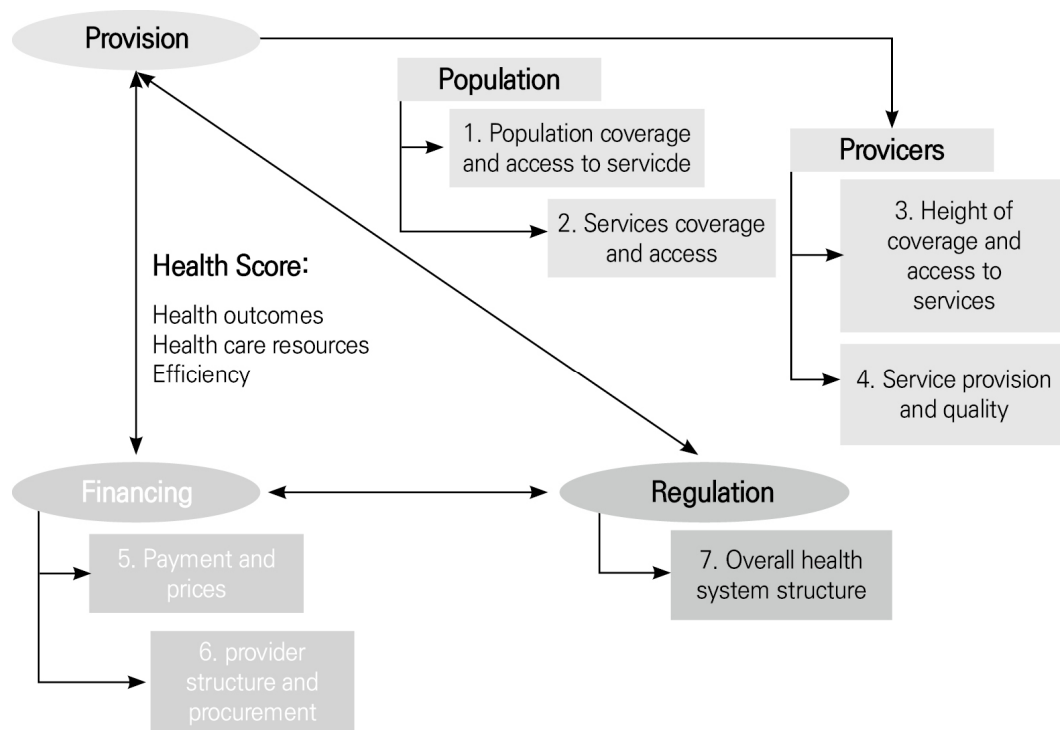 Provision
Population
1. Population coverage
and access to servicde
2. Services coverage
and access
Provicers
3. Height of
coverage and
access to
services
4. Service provision
and quality
Health Score:
Health outcomes
Health care resources
Efficiency
Financing
5. Payment and
prices
6. provider
structure and
procurement
Regulation
7. Overall health
system structure